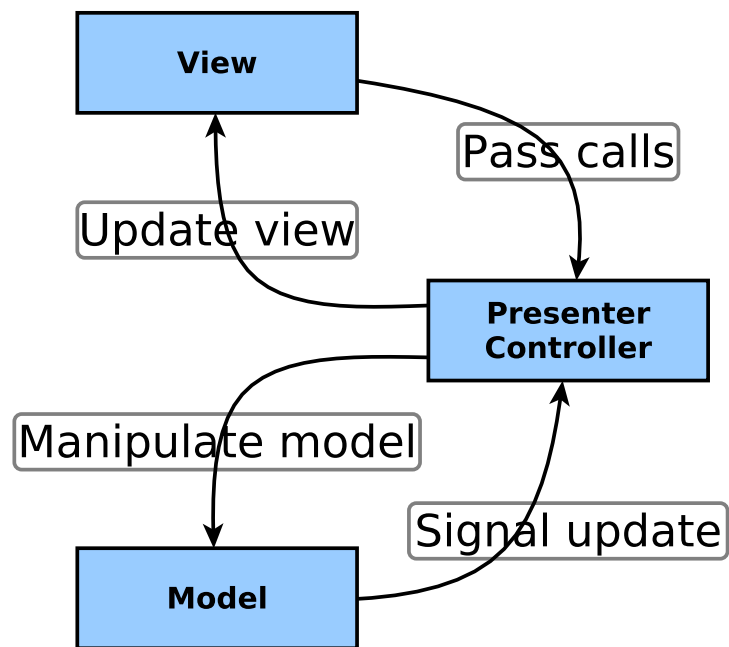 View
Pass calls
Update view
Presenter
Controller
Manipulate model
Signal update
Model